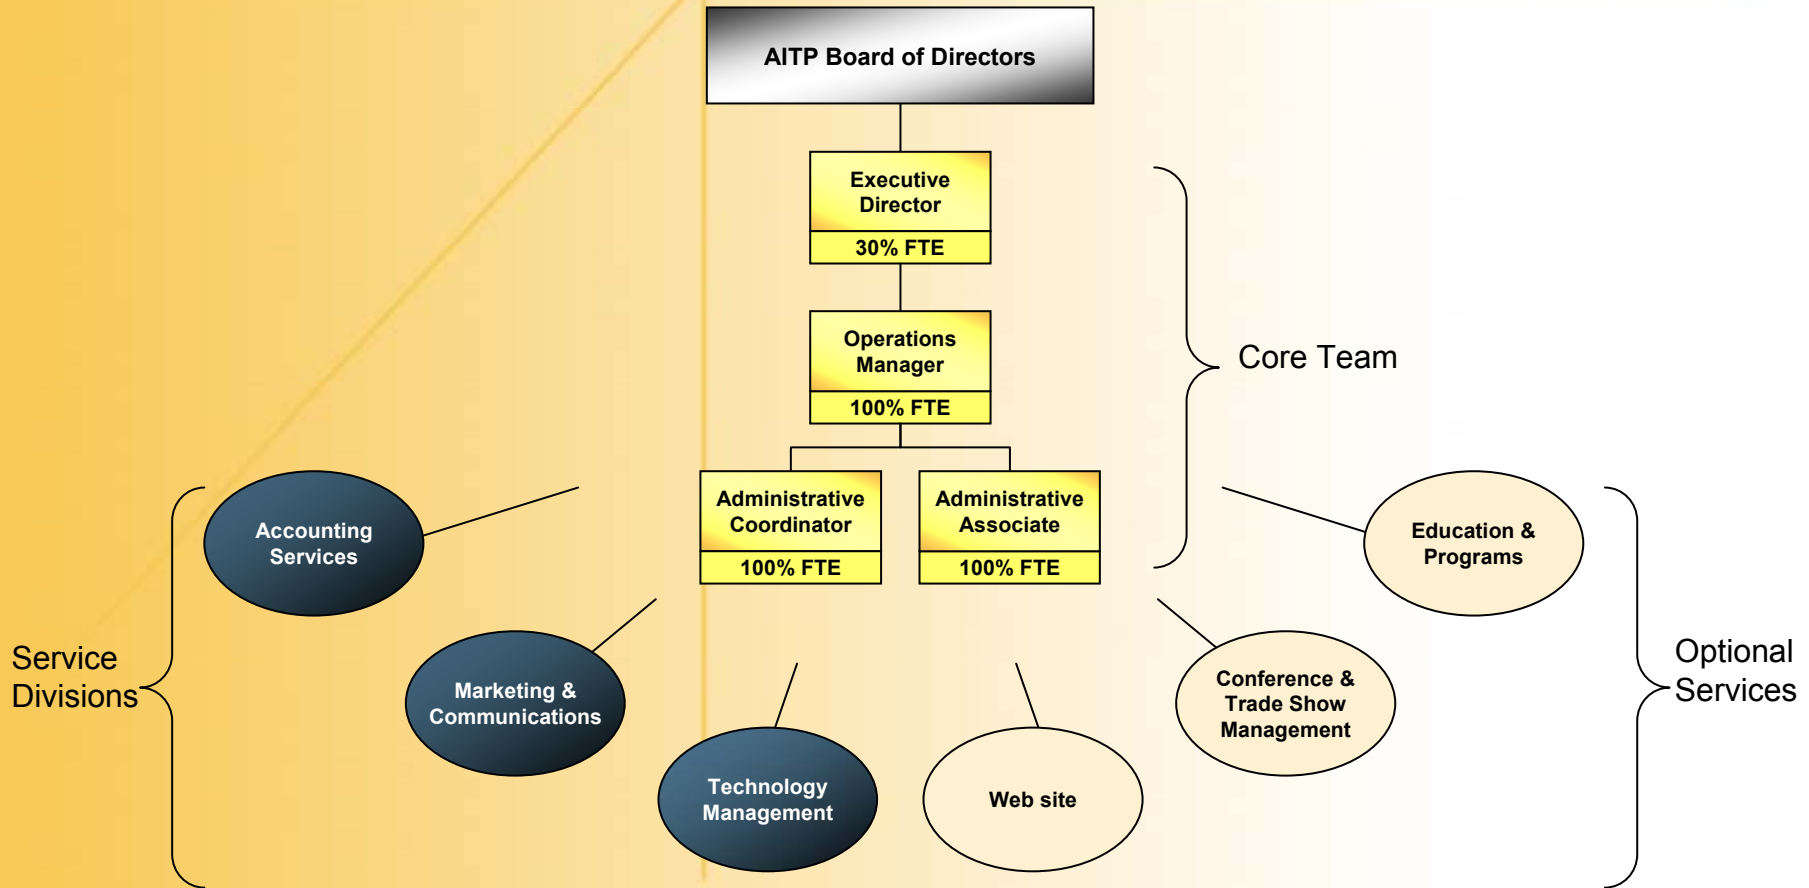 AITP Board of Directors
Executive
Director
30% FTE
Operations
Manager
100% FTE
Core Team
Administrative
Coordinator
100% FTE
Administrative
Associate
100% FTE
Accounting
Services
Education &
Programs
Service
Divisions
Marketing &
Communications
Conference &
Trade Show
Management
Optional
Services
Technology
Management
Web site